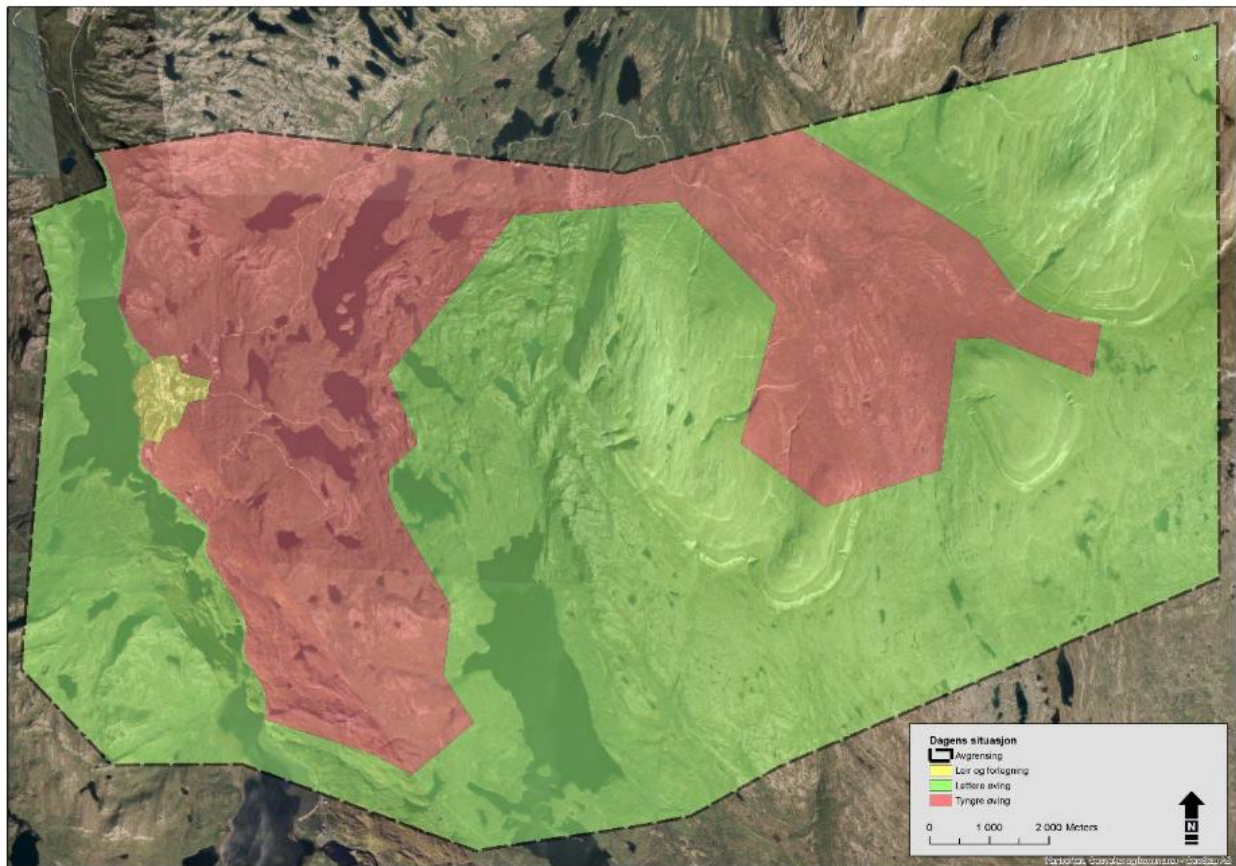 Dagens situasjon
Avgrensing
Leir og forlegning
Lettere øving
Tyngre øving
0 1 000 2 000 Meters
N